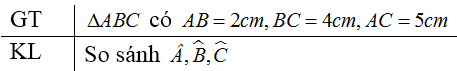 GT ΔABC có AB = 2cm, BC = 4cm, AC = 5cm
KL So sánh Â, B̂, Ĉ